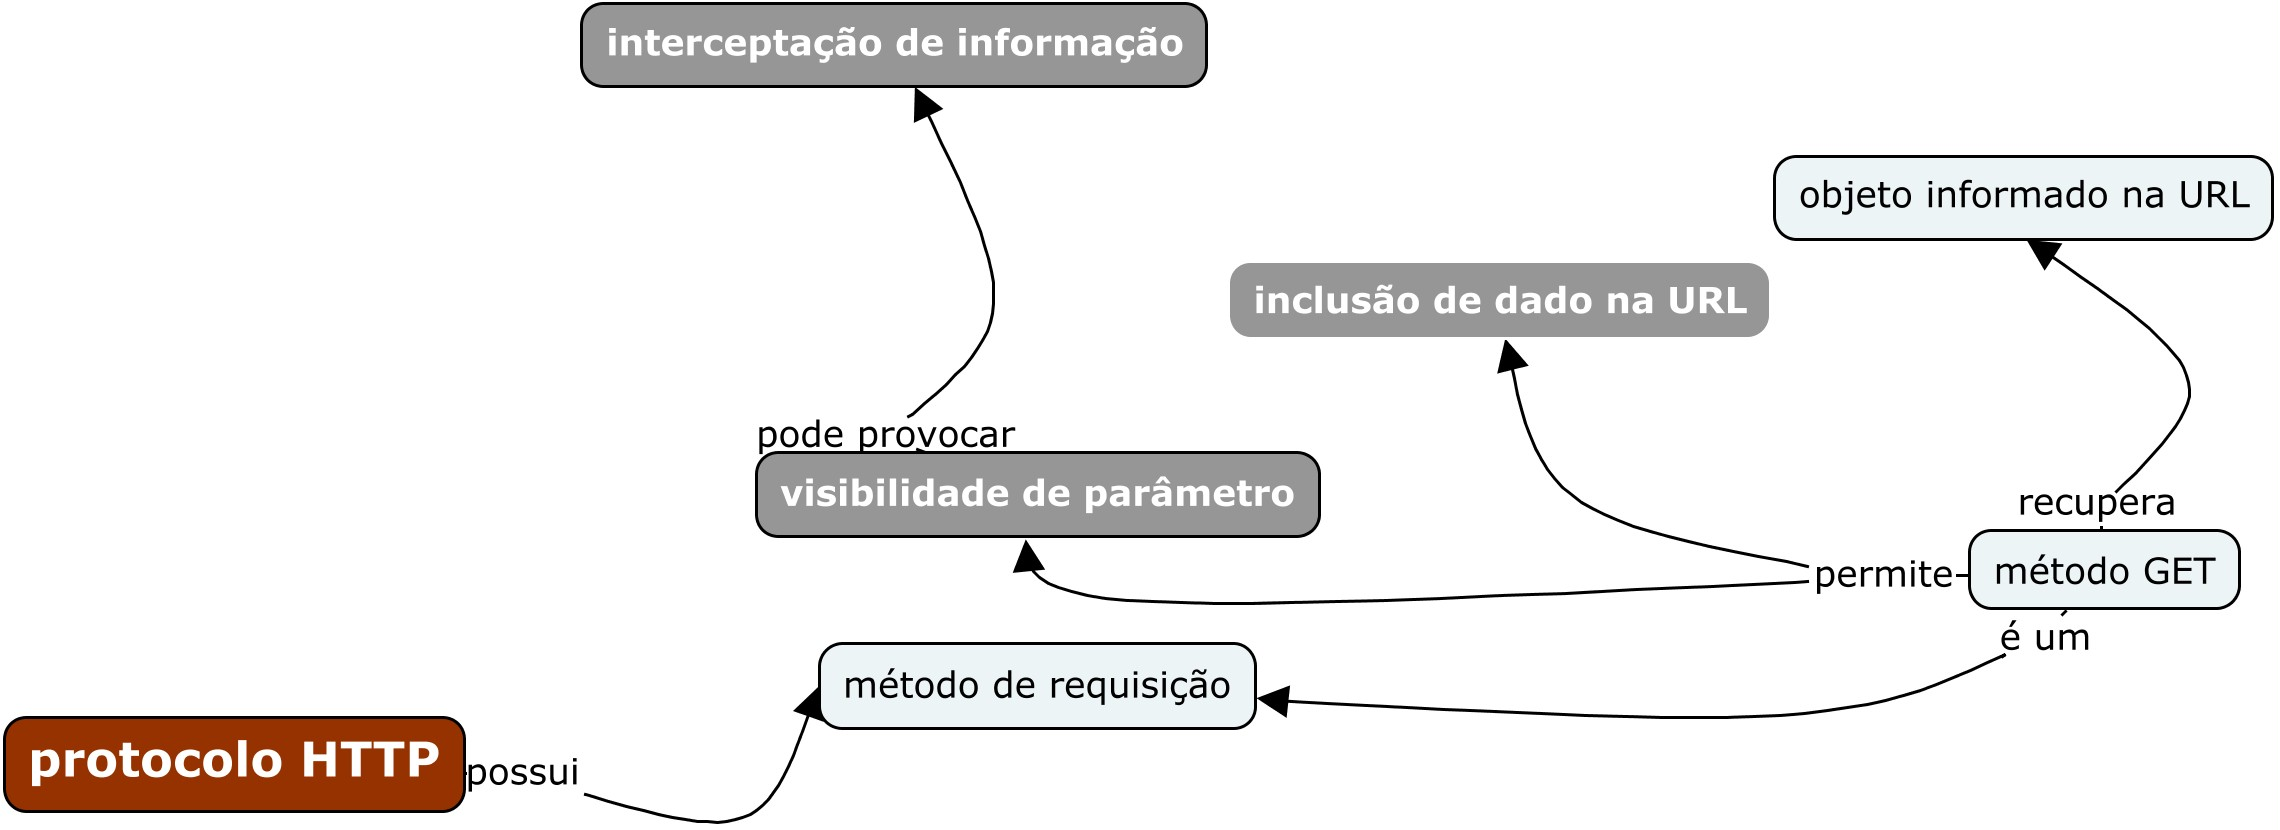 interceptação de informação
objeto informado na URL
inclusão de dado na URL
pode provocar
visibilidade de parâmetro
recupera
permite
método GET
é um
método de requisição
protocolo HTTP
possui